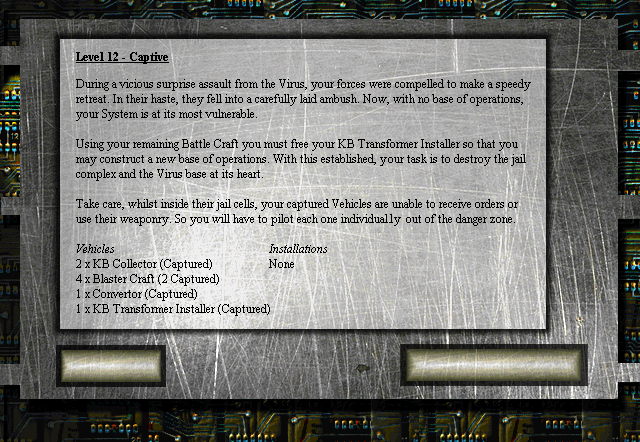 Level 12 - Captive
During a vicious surprise assault from the Virus, your forces were compelled to make a speedy
retreat. In their haste, they fell into a carefully laid ambush. Now, with no base of operations,
your System is at its most vulnerable.
Using your remaining Battle Craft you must free your KB Transformer Installer so that you
may construct a new base of operations. With this established, your task is to destroy the jail
complex and the Virus base at its heart.
Take care, whilst inside their jail cells, your captured Vehicles are unable to receive orders or
use their weaponry. So you will have to pilot each one individually out of the danger zone.
Vehicles Installations
2 x KB Collector (Captured) None
4 x Blaster Craft (2 Captured)
1 x Convertor (Captured)
1 x KB Transformer Installer (Captured)